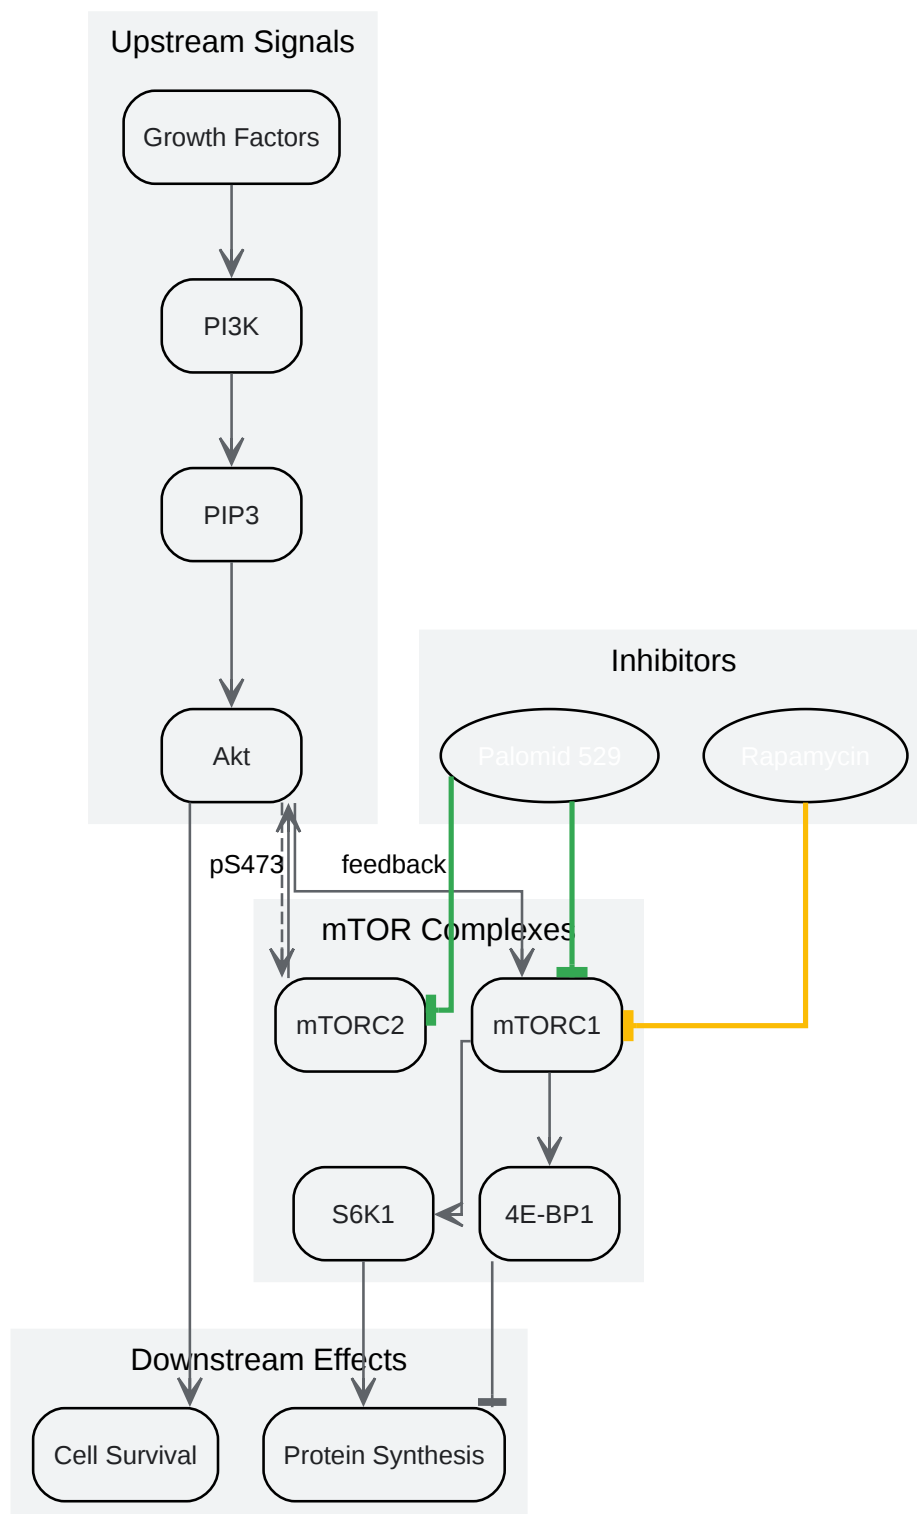 Upstream Signals
Growth Factors
PI3K
PIP3
Akt
Inhibitors
Palomid 529
Rapamycin
pS473
feedback
mTOR Complexes
mTORC2
mTORC1
S6K1
4E-BP1
Downstream Effects
Cell Survival
Protein Synthesis